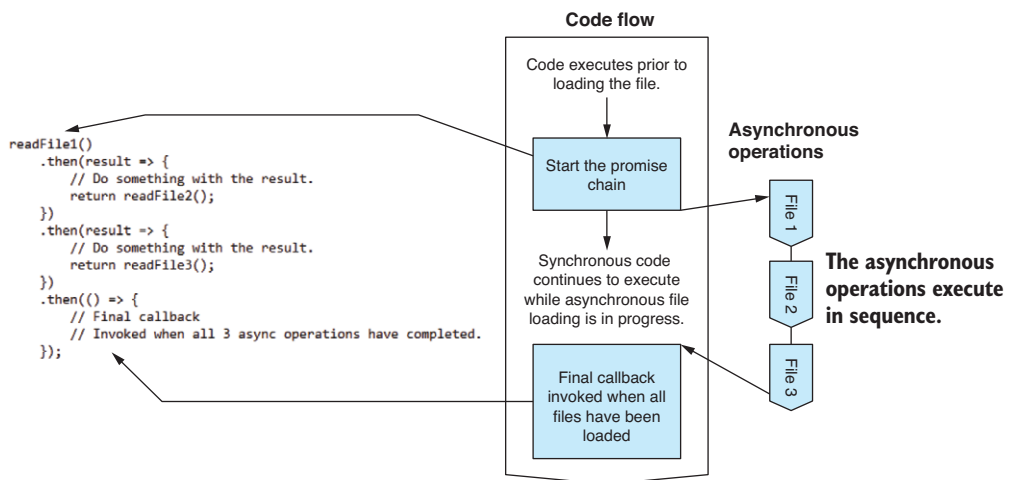 Code flow
Code executes prior to
loading the file.
readFile1()
.then(result => {
// Do something with the result.
return readFile2();
})
.then(result => {
// Do something with the result.
return readFile3();
})
.then(() => {
// Final callback
// Invoked when all 3 async operations have completed.
});
Start the promise
chain
Synchronous code
continues to execute
while asynchronous file
loading is in progress.
Final callback
invoked when all
files have been
loaded
Asynchronous
operations
File 1
File 2
File 3
The asynchronous
operations execute
in sequence.